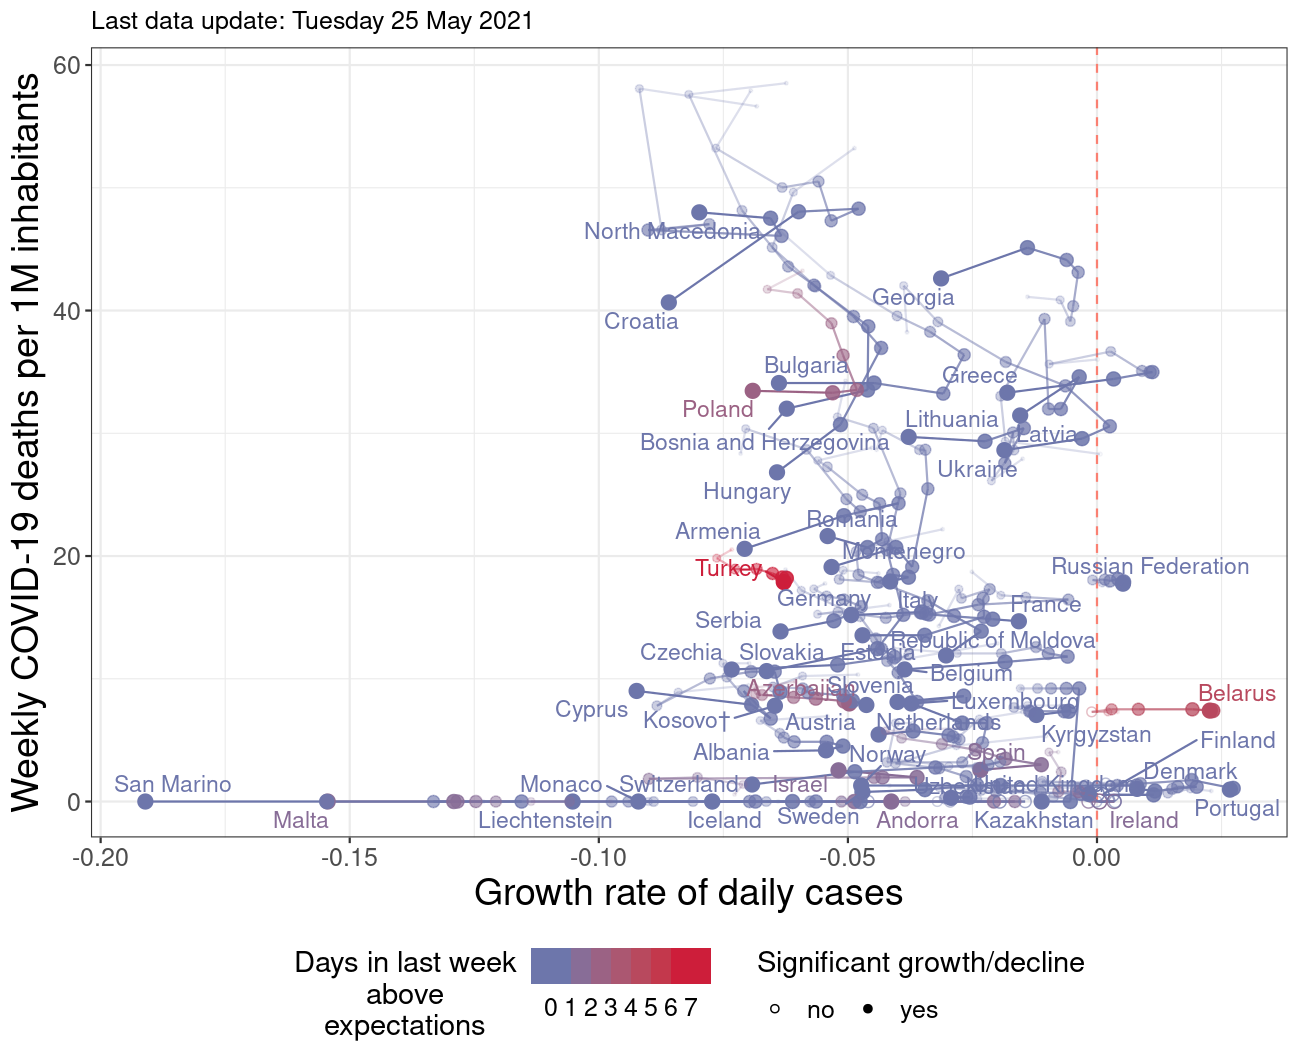 Last data update: Tuesday 25 May 2021
Weekly COVID-19 deaths per 1M inhabitants
60
40
20
0
North Macedonia
Georgia
Croatia
Bulgaria
Greece
Poland
Lithuania
Bosnia and Herzegovina
Latvia
Ukraine
Hungary
Romania
Armenia
Montenegro
Turkey
Russian Federation
Germany
Italy
France
Serbia
Republic of Moldova
Czechia
Slovakia
Estonia
Belgium
Azerbaijan
Slovenia
Belarus
Cyprus
Kosovo†
Austria
Luxembourg
Netherlands
Kyrgyzstan
Finland
Albania
Norway
Spain
Denmark
San Marino
Monaco
Switzerland
Israel
Uzbekistan
United Kingdom
Portugal
Malta
Liechtenstein
Iceland
Sweden
Andorra
Kazakhstan
Ireland
-0.20
-0.15
-0.10
-0.05
0.00
Growth rate of daily cases
Days in last week
above
expectations
0 1 2 3 4 5 6 7
Significant growth/decline
no
yes